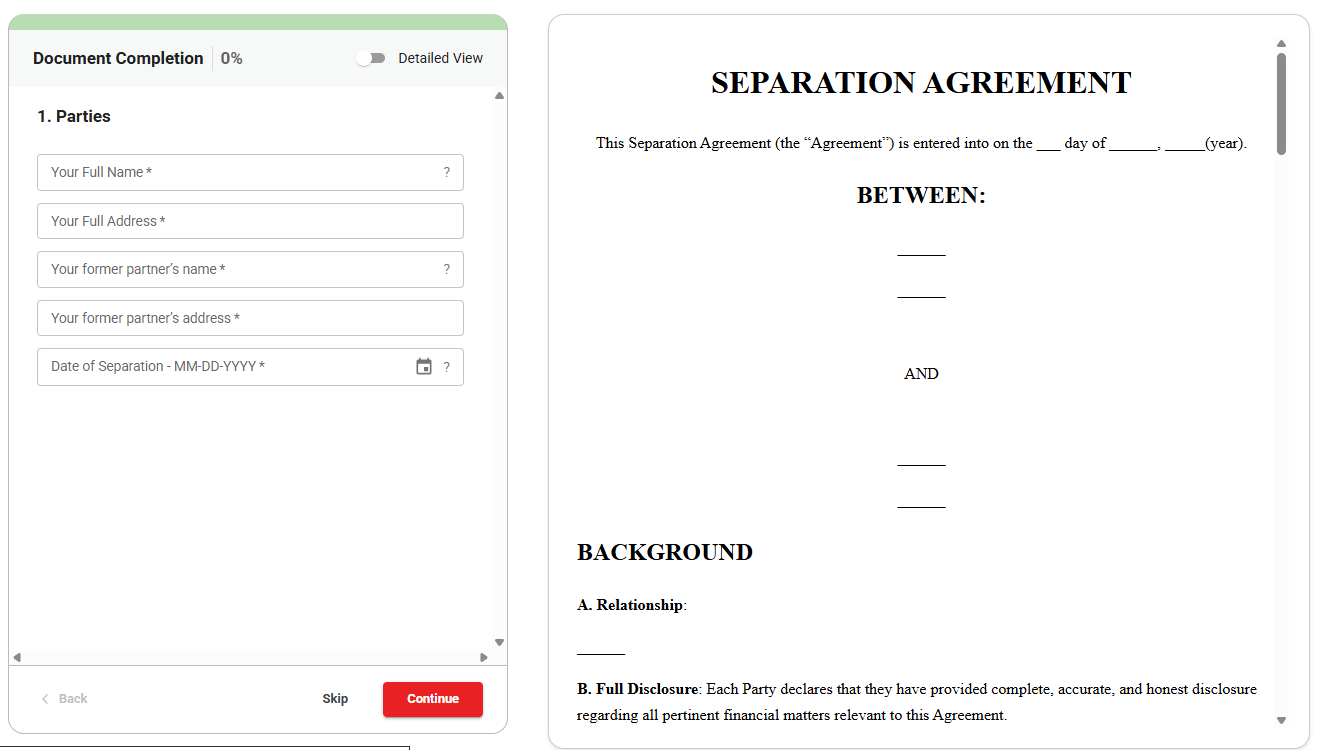 Document Completion 0% Detailed View
1. Parties
Your Full Name * ?
Your Full Address *
Your former partner’s name * ?
Your former partner’s address *
Date of Separation - MM-DD-YYYY * ?
Back Skip Continue
SEPARATION AGREEMENT
This Separation Agreement (the “Agreement”) is entered into on the ___ day of ______, _____(year).
BETWEEN:
______
______
AND
______
______
BACKGROUND
A. Relationship:
______
B. Full Disclosure: Each Party declares that they have provided complete, accurate, and honest disclosure
regarding all pertinent financial matters relevant to this Agreement.